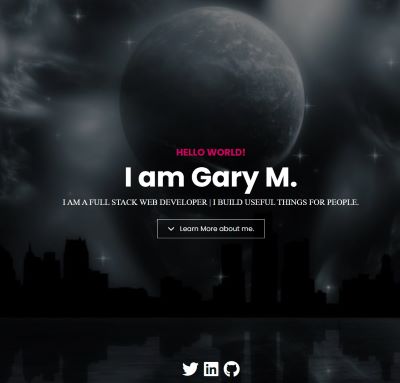 HELLO WORLD!
I am Gary M.
I AM A FULL STACK WEB DEVELOPER | I BUILD USEFUL THINGS FOR PEOPLE.
Learn More about me.